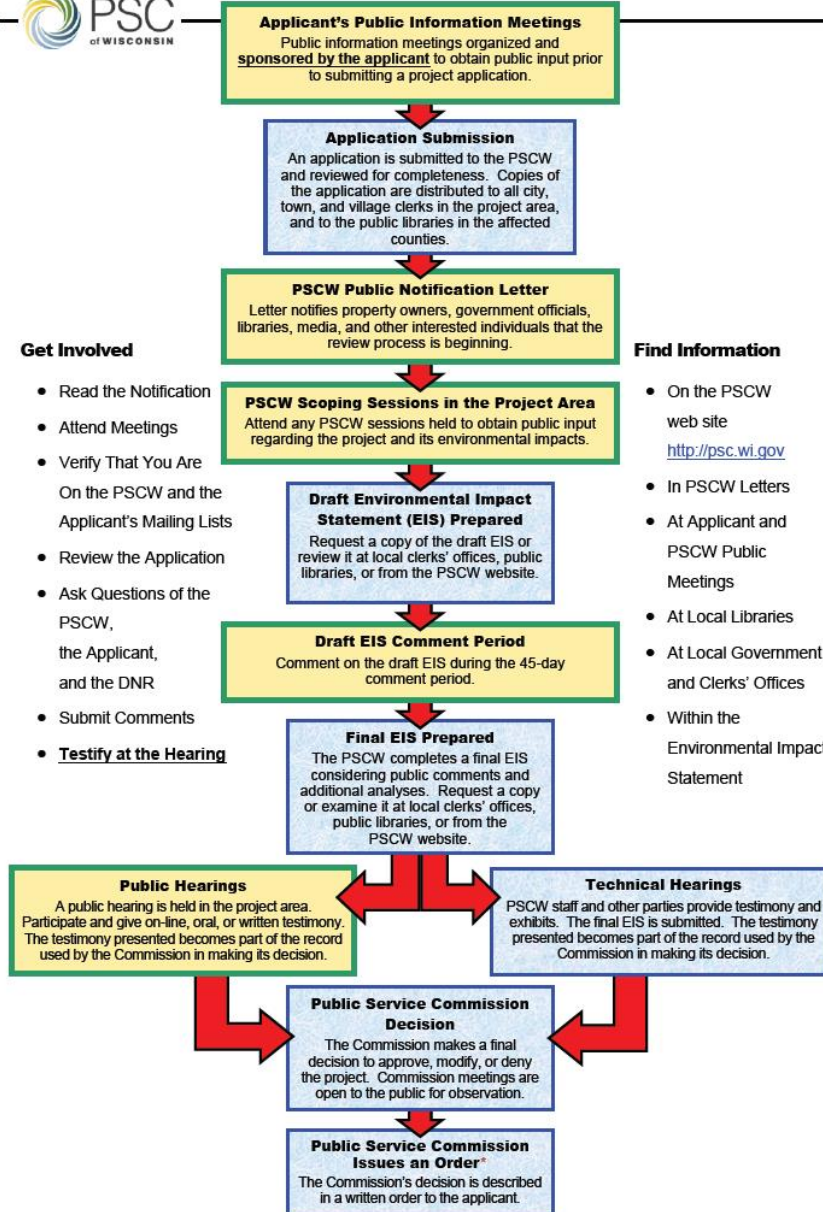 PSC
of WISCONSIN
Applicant's Public Information Meetings
Public information meetings organized and
sponsored by the applicant to obtain public input prior
to submitting a project application.
Application Submission
An application is submitted to the PSCW
and reviewed for completeness. Copies of
the application are distributed to all city,
town, and village clerks in the project area,
and to the public libraries in the affected
counties.
PSCW Public Notification Letter
Letter notifies property owners, government officials,
libraries, media, and other interested individuals that the
review process is beginning.
Get Involved
• Read the Notification
• Attend Meetings
• Verify That You Are
On the PSCW and the
Applicant's Mailing Lists
• Review the Application
• Ask Questions of the
PSCW,
the Applicant,
and the DNR
• Submit Comments
• Testify at the Hearing
PSCW Scoping Sessions in the Project Area
Attend any PSCW sessions held to obtain public input
regarding the project and its environmental impacts.
Draft Environmental Impact
Statement (EIS) Prepared
Request a copy of the draft EIS or
review it at local clerks' offices, public
libraries, or from the PSCW website.
Draft EIS Comment Period
Comment on the draft EIS during the 45-day
comment period.
Final EIS Prepared
The PSCW completes a final EIS
considering public comments and
additional analyses. Request a copy
or examine it at local clerks' offices,
public libraries, or from the
PSCW website.
Find Information
• On the PSCW
web site
http://psc.wi.gov
• In PSCW Letters
• At Applicant and
PSCW Public
Meetings
• At Local Libraries
• At Local Government
and Clerks' Offices
• Within the
Environmental Impact
Statement
Public Hearings
A public hearing is held in the project area.
Participate and give on-line, oral, or written testimony.
The testimony presented becomes part of the record
used by the Commission in making its decision.
Technical Hearings
PSCW staff and other parties provide testimony and
exhibits. The final EIS is submitted. The testimony
presented becomes part of the record used by the
Commission in making its decision.
Public Service Commission
Decision
The Commission makes a final
decision to approve, modify, or deny
the project. Commission meetings are
open to the public for observation.
Public Service Commission
Issues an Order*
The Commission's decision is described
in a written order to the applicant.